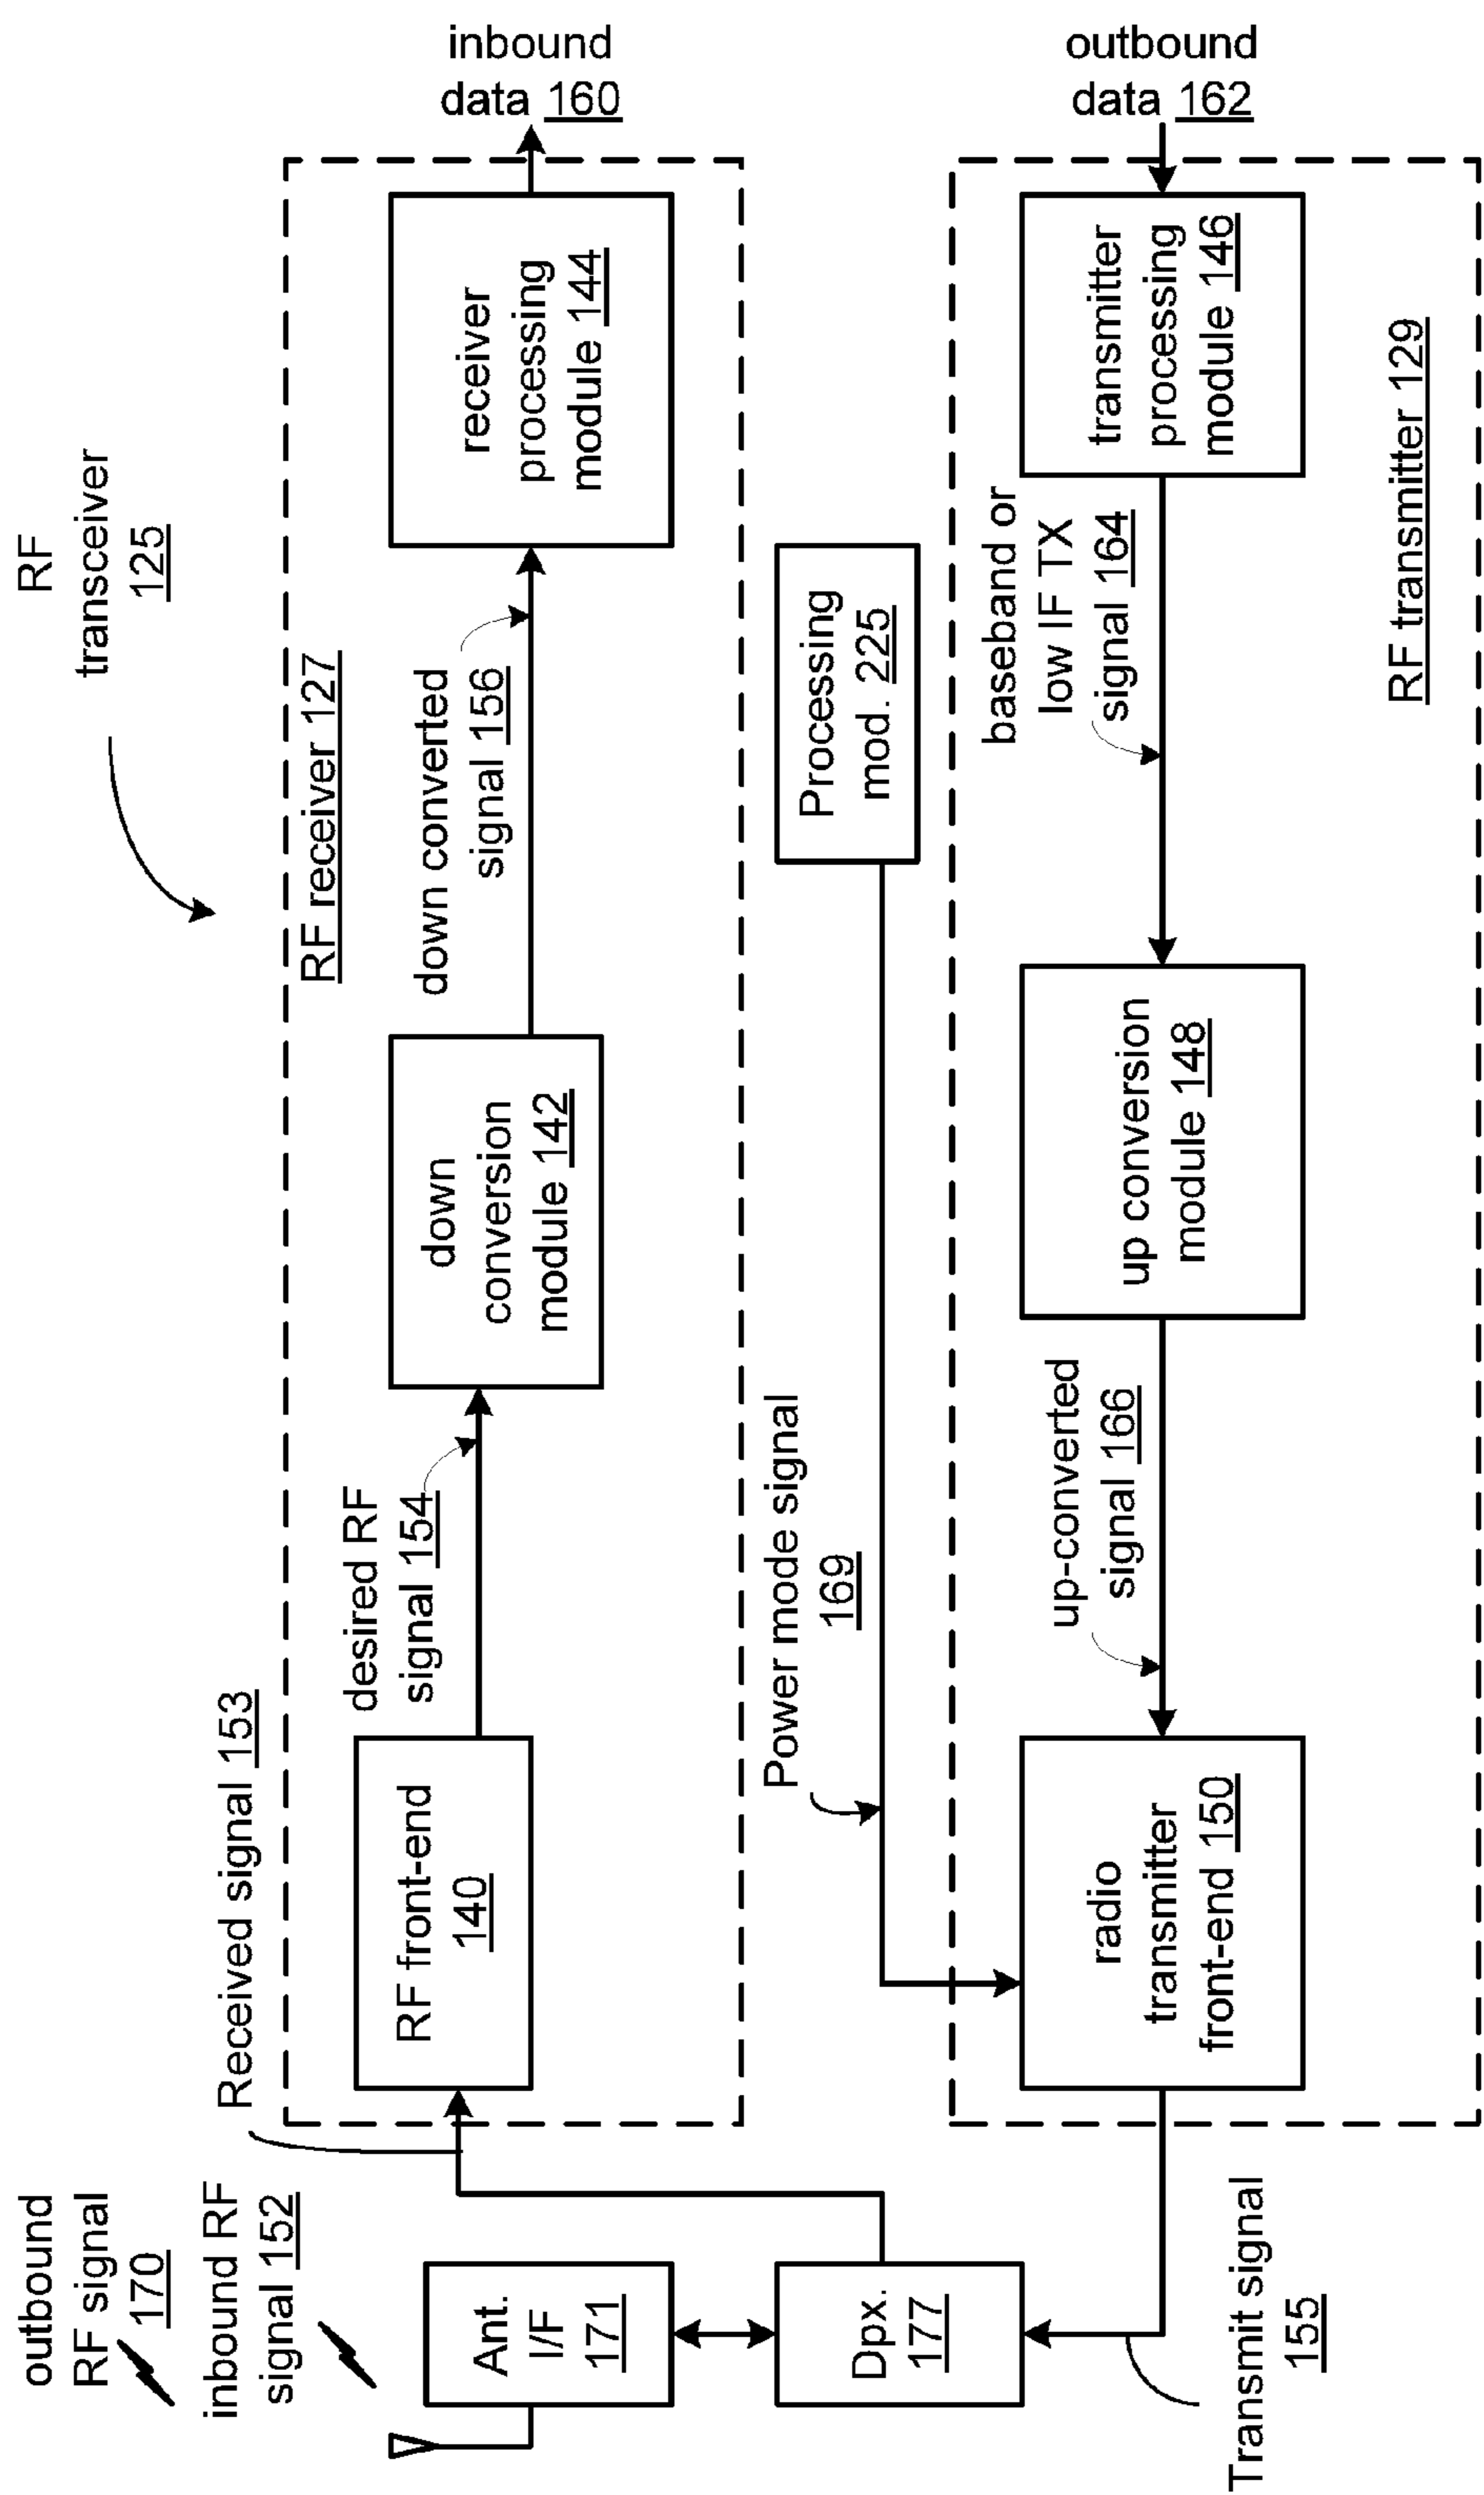 RF
transceiver
125
outbound
RF signal
170
inbound RF
signal 152
Received signal 153
RF receiver 127
RF front-end
140
desired RF
signal 154
down
conversion
module 142
down converted
signal 156
receiver
processing
module 144
inbound
data 160
Ant.
I/F
171
Dpx.
177
Power mode signal
169
Processing
mod. 225
Transmit signal
155
radio
transmitter
front-end 150
up-converted
signal 166
up conversion
module 148
baseband or
low IF TX
signal 164
transmitter
processing
module 146
outbound
data 162
RF transmitter 129